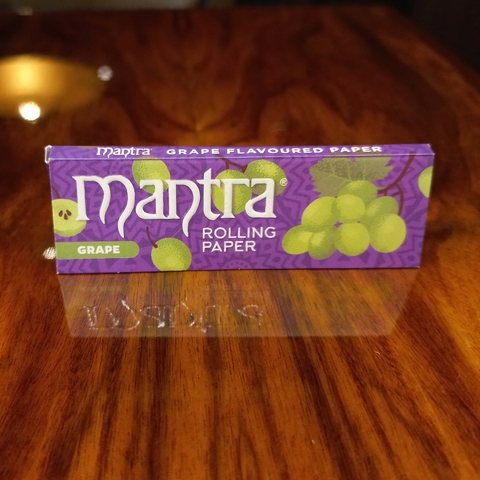 mantra® GRAPE FLAVOURED PAPER
mantra®
ROLLING
PAPER
GRAPE